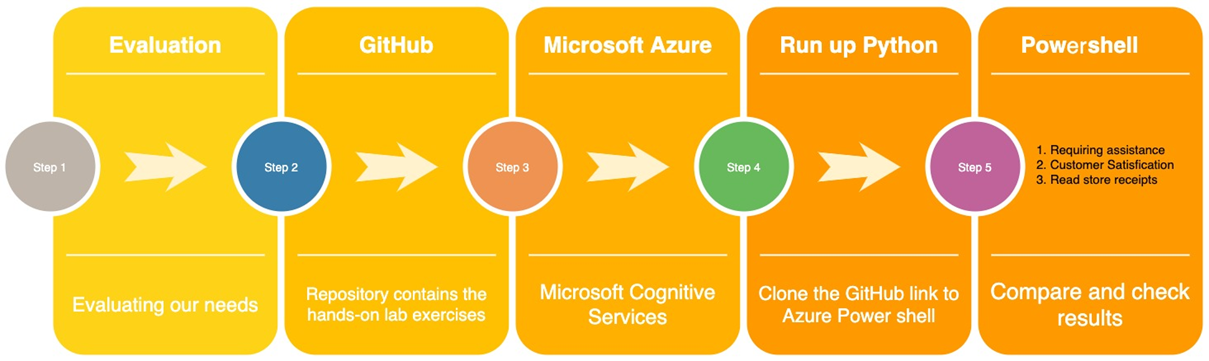 Evaluation
GitHub
Microsoft Azure
Run up Python
Powershell
Step 1
Step 2
Step 3
Step 4
Step 5
1. Requiring assistance
2. Customer Satisfication
3. Read store receipts
Evaluating our needs
Repository contains the
hands-on lab exercises
Microsoft Cognitive
Services
Clone the GitHub link to
Azure Power shell
Compare and check
results